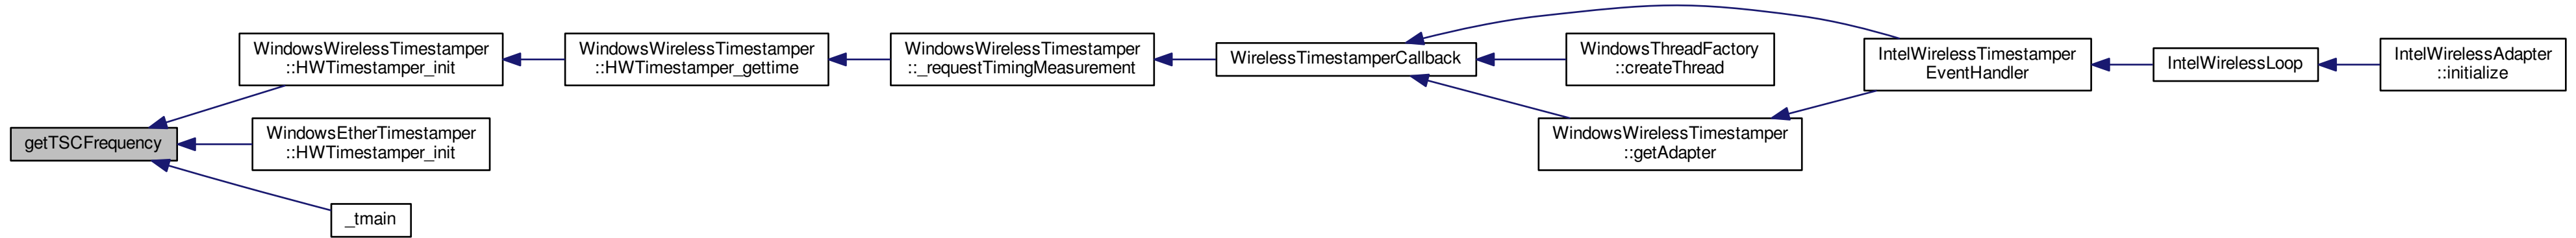 getTSCFrequency
WindowsWirelessTimestamper
::HWTimestamper_init
WindowsEtherTimestamper
::HWTimestamper_init
_tmain
WindowsWirelessTimestamper
::HWTimestamper_gettime
WindowsWirelessTimestamper
::_requestTimingMeasurement
WirelessTimestamperCallback
WindowsThreadFactory
::createThread
WindowsWirelessTimestamper
::getAdapter
IntelWirelessTimestamper
EventHandler
IntelWirelessLoop
IntelWirelessAdapter
::initialize